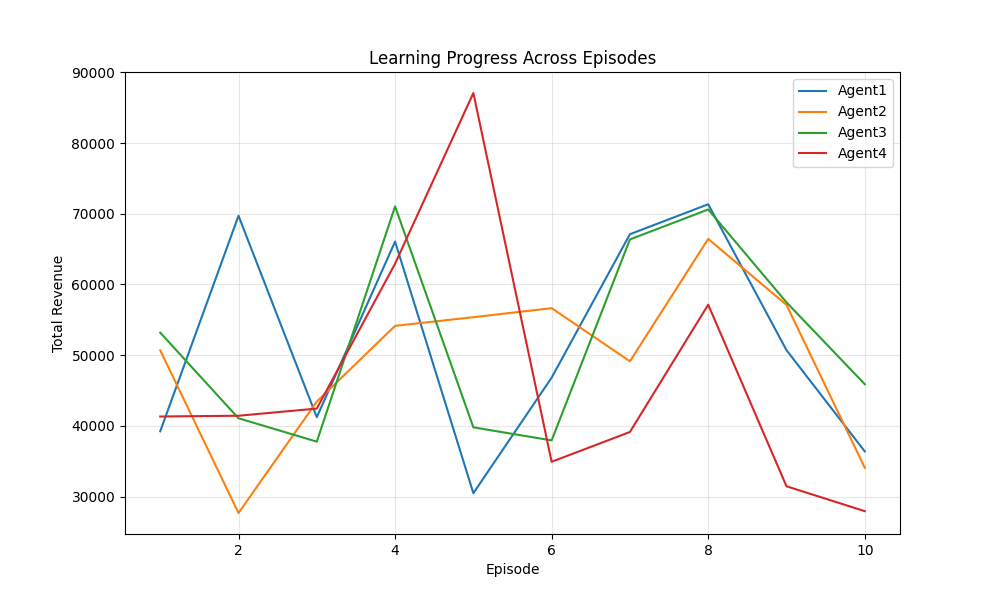 Learning Progress Across Episodes
90000
80000
70000
60000
50000
40000
30000
Total Revenue
2
4
6
8
10
Episode
Agent1
Agent2
Agent3
Agent4